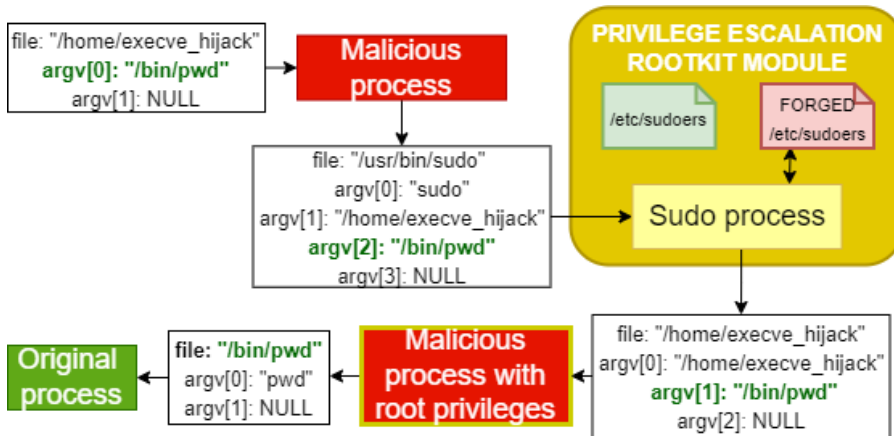 file: "/home/execve_hijack"
argv[0]: "/bin/pwd"
argv[1]: NULL
Malicious
process
PRIVILEGE ESCALATION
ROOTKIT MODULE
/etc/sudoers
FORGED
/etc/sudoers
file: "/usr/bin/sudo"
argv[0]: "sudo"
argv[1]: "/home/execve_hijack"
argv[2]: "/bin/pwd"
argv[3]: NULL
Sudo process
file: "/home/execve_hijack"
argv[0]: "/home/execve_hijack"
argv[1]: "/bin/pwd"
argv[2]: NULL
Malicious
process with
root privileges
file: "/bin/pwd"
argv[0]: "pwd"
argv[1]: NULL
Original
process